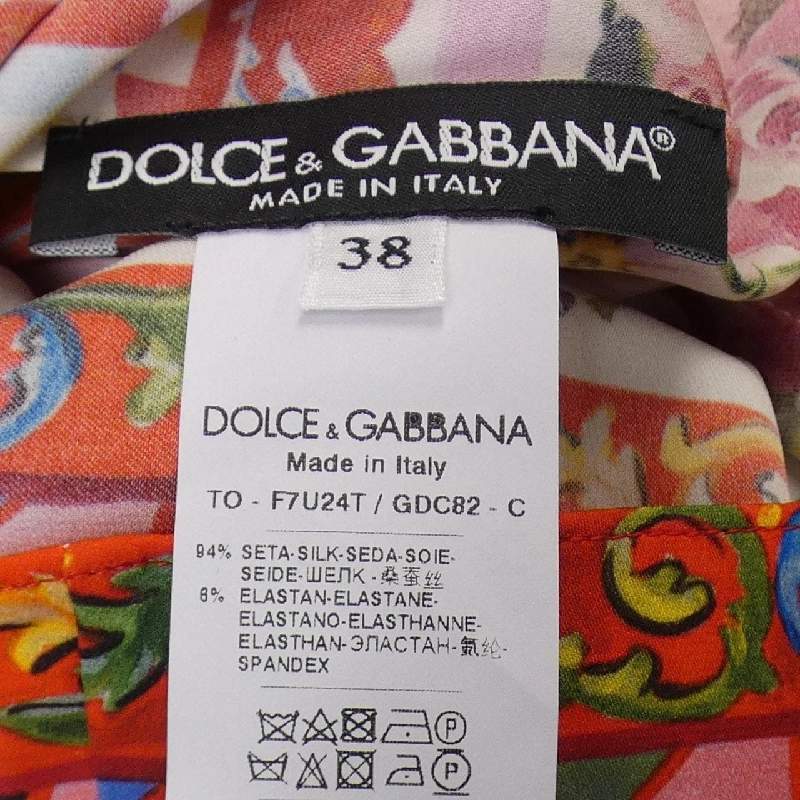 DOLCE & GABBANA®
MADE IN ITALY
38
DOLCE & GABBANA
Made in Italy
TO - F7U24T / GDC82 - C
94% SETA-SILK-SEDA-SOIE-
SEIDE-ШЕЛК-桑蚕丝
6% ELASTAN-ELASTANE-
ELASTANO-ELASTHANNE-
ELASTHAN-ЭЛАСТАН-氨纶-
SPANDEX
P
P